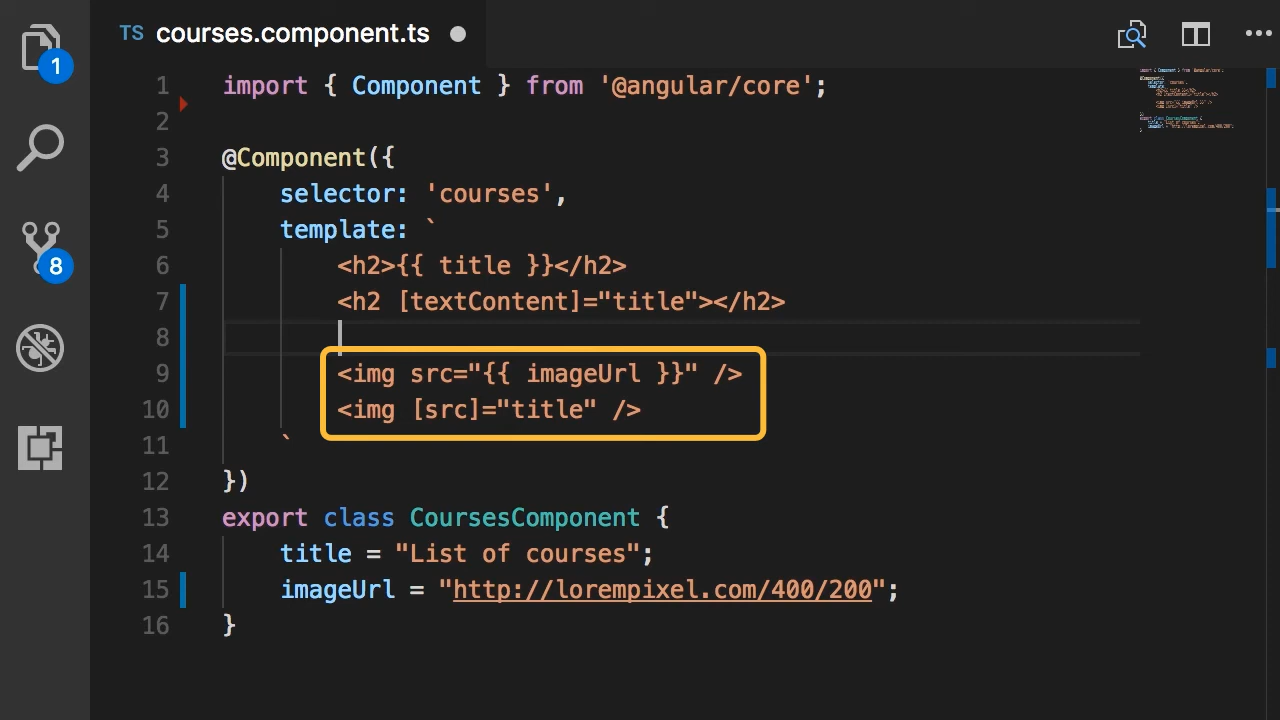 1
8
TS courses.component.ts
1 import { Component } from '@angular/core';
2
3 @Component({
4 selector: 'courses',
5 template: `
6 <h2>{{ title }}</h2>
7 <h2 [textContent]="title"></h2>
8
9 <img src="{{ imageUrl }}" />
10 <img [src]="title" />
11 `
12 })
13 export class CoursesComponent {
14 title = "List of courses";
15 imageUrl = "http://lorempixel.com/400/200";
16 }